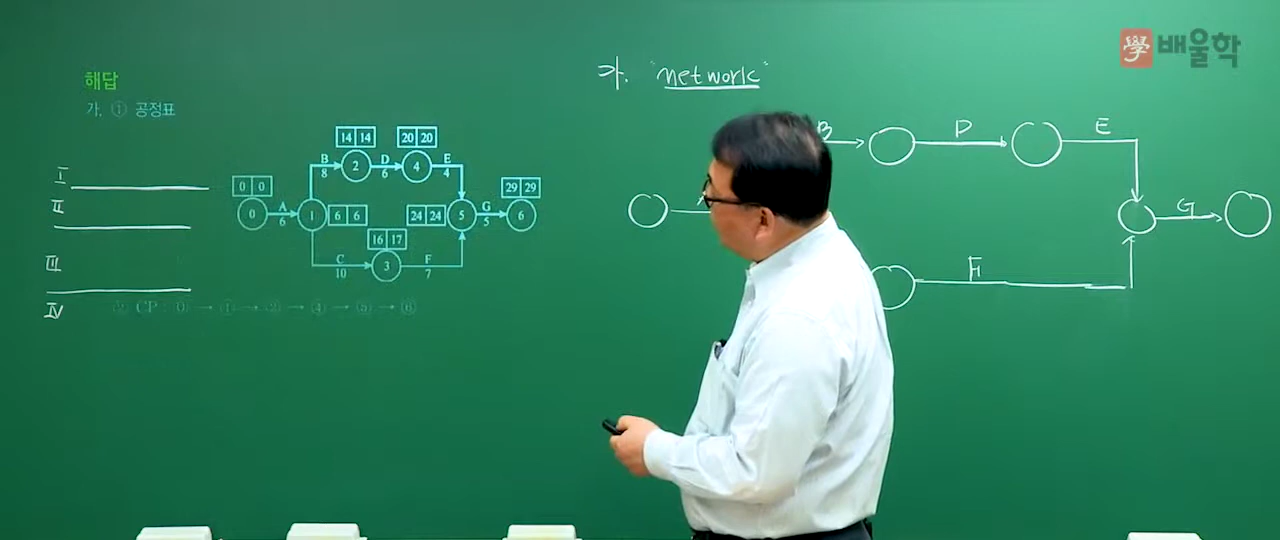 學 배울학
해답
가. ① 공정표
가. "network"
14 14
20 20
B
8
2
D
6
4
E
4
0 0
29 29
0
A
6
1
6 6
24 24
5
G
5
6
16 17
C
10
3
F
7
② CP : ⓪ → ① → ② → ④ → ⑤ → ⑥
I
II
III
IV
B
D
E
G
F